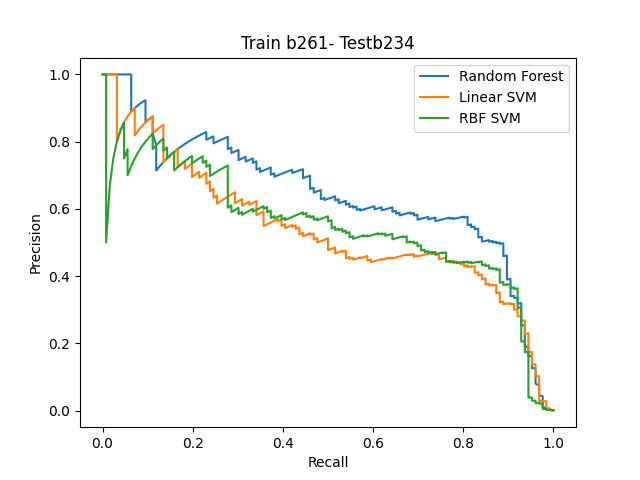 Train b261- Testb234
Random Forest
Linear SVM
RBF SVM
Precision
1.0
0.8
0.6
0.4
0.2
0.0
0.0 0.2 0.4 0.6 0.8 1.0
Recall